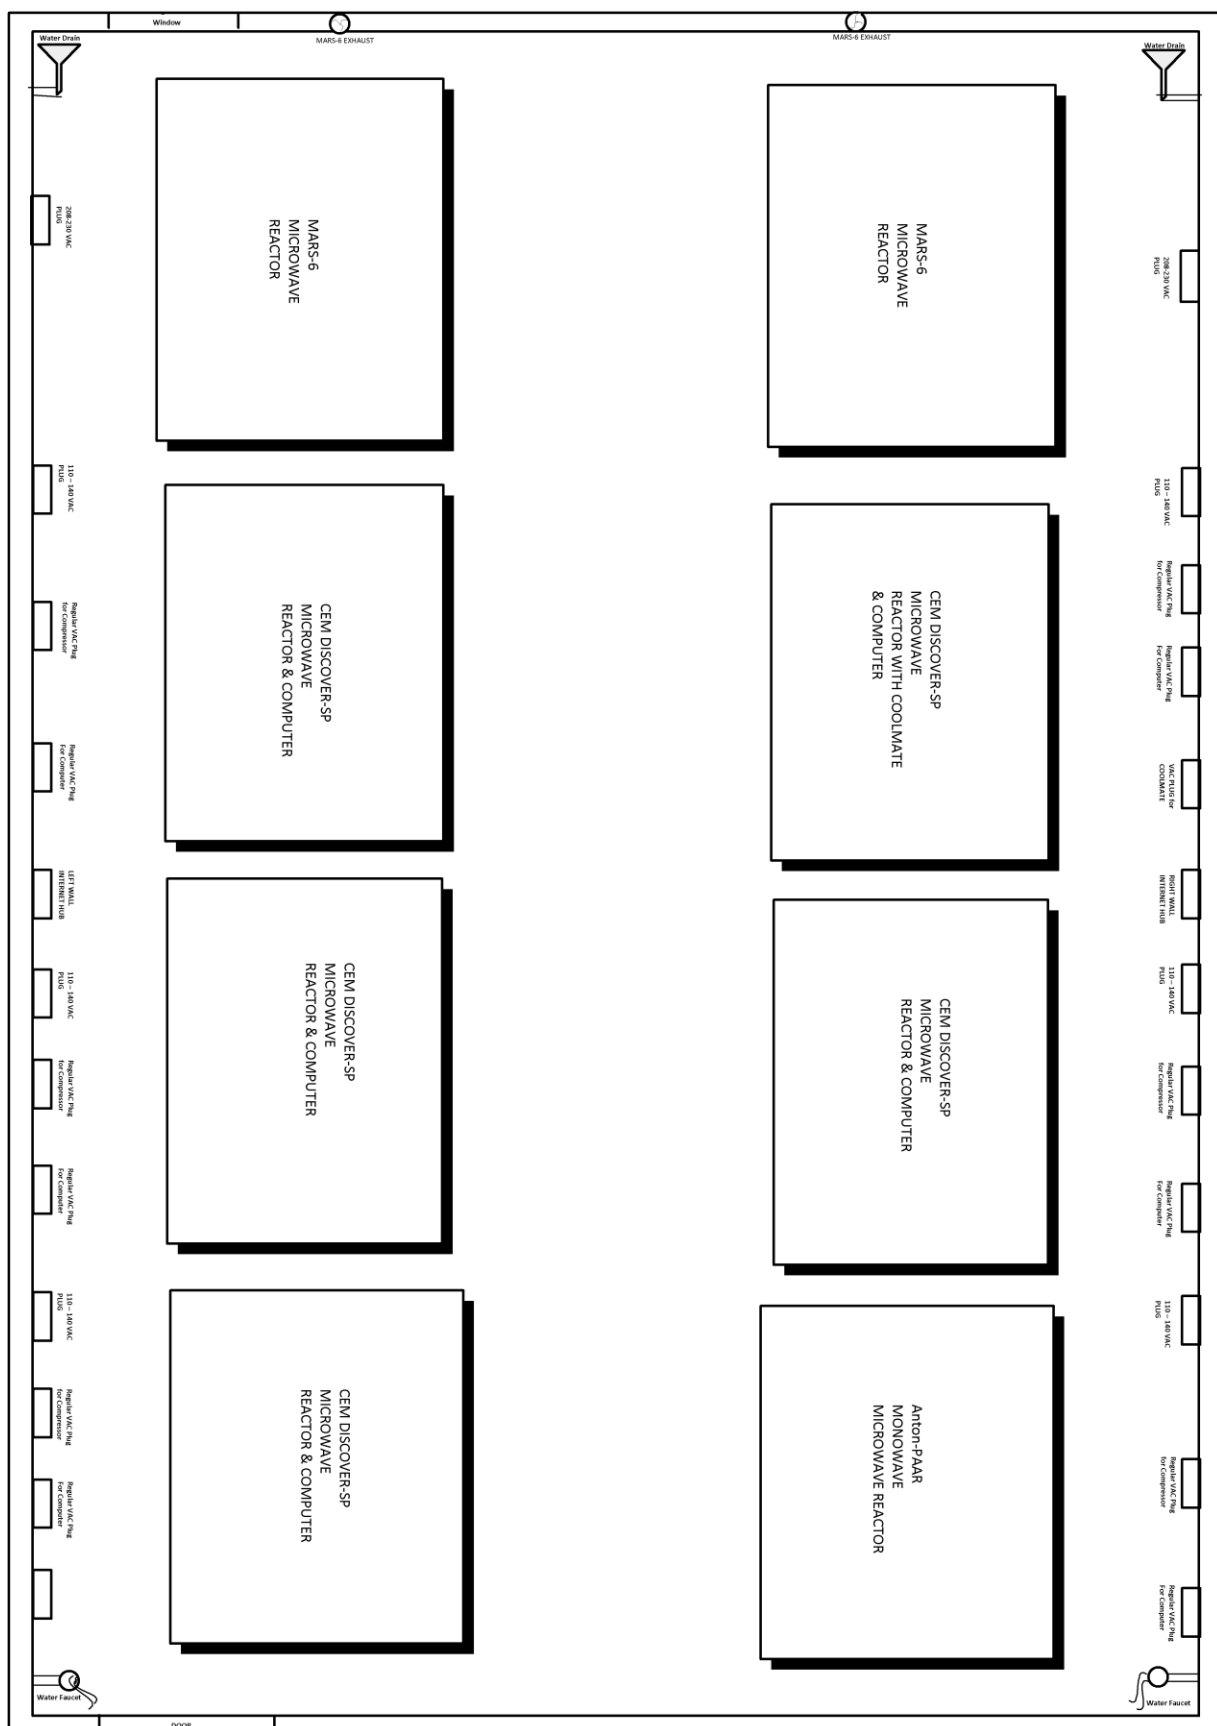 Window
MARS-6 EXHAUST
MARS-6 EXHAUST
Water Drain
Water Drain
MARS-6
MICROWAVE
REACTOR
MARS-6
MICROWAVE
REACTOR
208-230 VAC
PLUG
208-230 VAC
PLUG
110 – 140 VAC
PLUG
110 – 140 VAC
PLUG
CEM DISCOVER-SP
MICROWAVE
REACTOR & COMPUTER
CEM DISCOVER-SP
MICROWAVE
REACTOR WITH COOLMATE
& COMPUTER
Regular VAC Plug
for Compressor
Regular VAC Plug
for Compressor
Regular VAC Plug
For Computer
Regular VAC Plug
For Computer
VAC PLUG for
COOLMATE
LEFT WALL
INTERNET HUB
RIGHT WALL
INTERNET HUB
CEM DISCOVER-SP
MICROWAVE
REACTOR & COMPUTER
CEM DISCOVER-SP
MICROWAVE
REACTOR & COMPUTER
110 – 140 VAC
PLUG
110 – 140 VAC
PLUG
Regular VAC Plug
for Compressor
Regular VAC Plug
for Compressor
Regular VAC Plug
For Computer
Regular VAC Plug
For Computer
110 – 140 VAC
PLUG
110 – 140 VAC
PLUG
CEM DISCOVER-SP
MICROWAVE
REACTOR & COMPUTER
Anton-PAAR
MONOWAVE
MICROWAVE REACTOR
Regular VAC Plug
for Compressor
Regular VAC Plug
for Compressor
Regular VAC Plug
For Computer
Regular VAC Plug
For Computer
Water Faucet
Water Faucet
DOOR